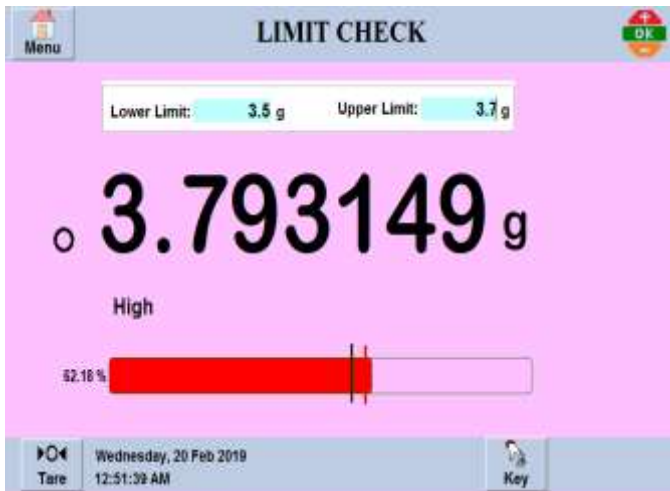 LIMIT CHECK
Menu
OK
Lower Limit: 3.5 g Upper Limit: 3.7 g
3.793149 g
High
62.18 %
Wednesday, 20 Feb 2019
12:51:39 AM
Tare
Key